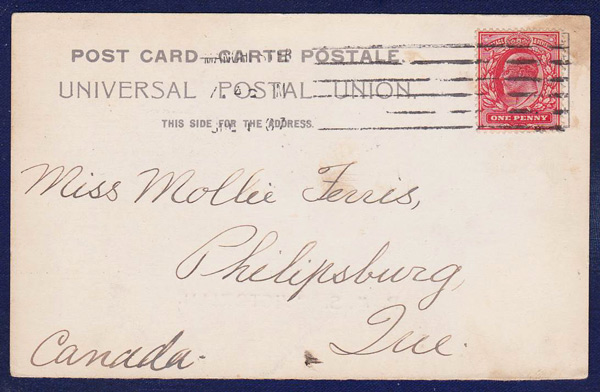 POST CARD CARTE POSTALE
UNIVERSAL POSTAL UNION.
THIS SIDE FOR THE ADDRESS.
ONE PENNY
Miss Mollie Ferris,
Philipsburg,
Que.
Canada.